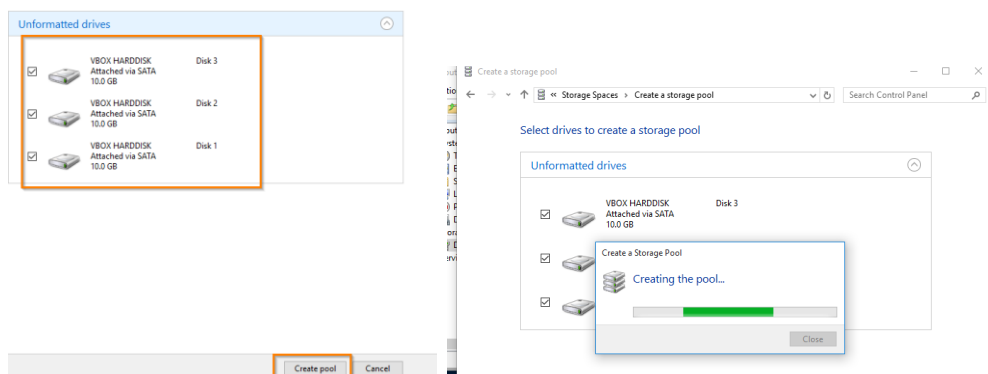 Unformatted drives
VBOX HARDDISK Disk 3
Attached via SATA
10.0 GB
VBOX HARDDISK Disk 2
Attached via SATA
10.0 GB
VBOX HARDDISK Disk 1
Attached via SATA
10.0 GB
Create pool Cancel
Create a storage pool
« Storage Spaces › Create a storage pool
Search Control Panel
Select drives to create a storage pool
Unformatted drives
VBOX HARDDISK Disk 3
Attached via SATA
10.0 GB
Create a Storage Pool
Creating the pool...
Close